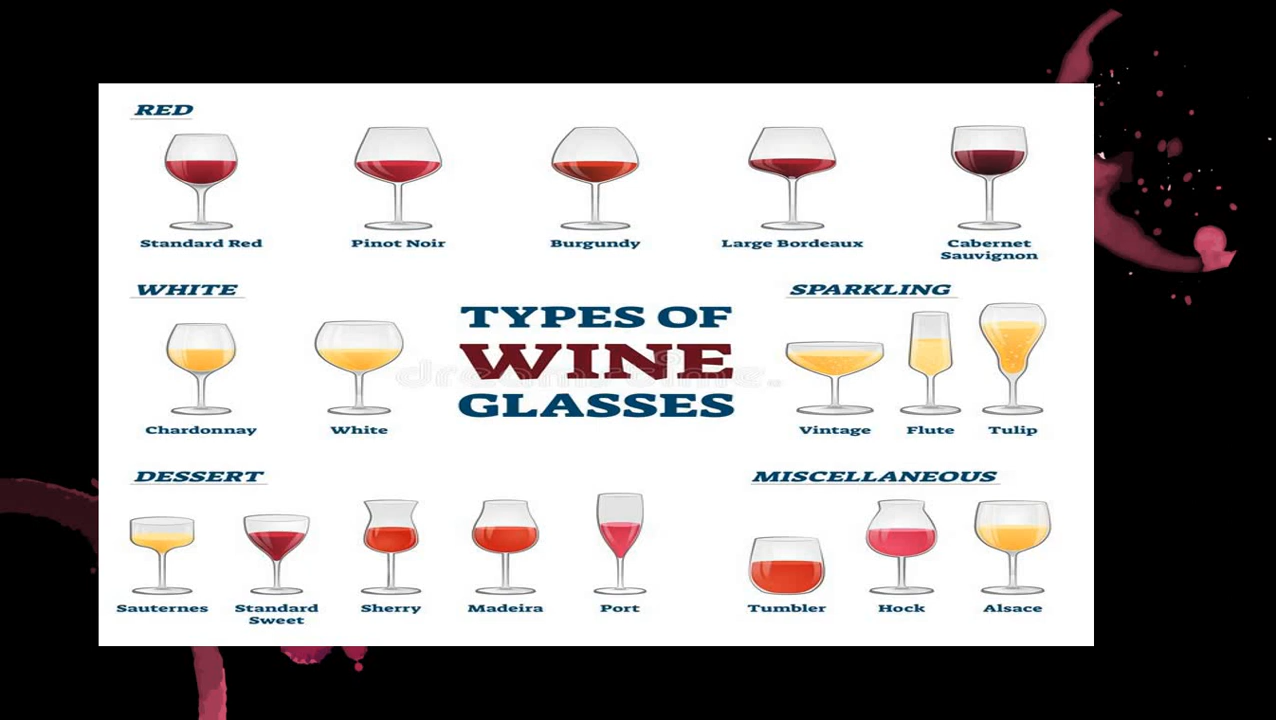 RED
Standard Red
Pinot Noir
Burgundy
Large Bordeaux
Cabernet
Sauvignon
WHITE
Chardonnay
White
TYPES OF
WINE
GLASSES
SPARKLING
Vintage
Flute
Tulip
DESSERT
Sauternes
Standard
Sweet
Sherry
Madeira
Port
MISCELLANEOUS
Tumbler
Hock
Alsace